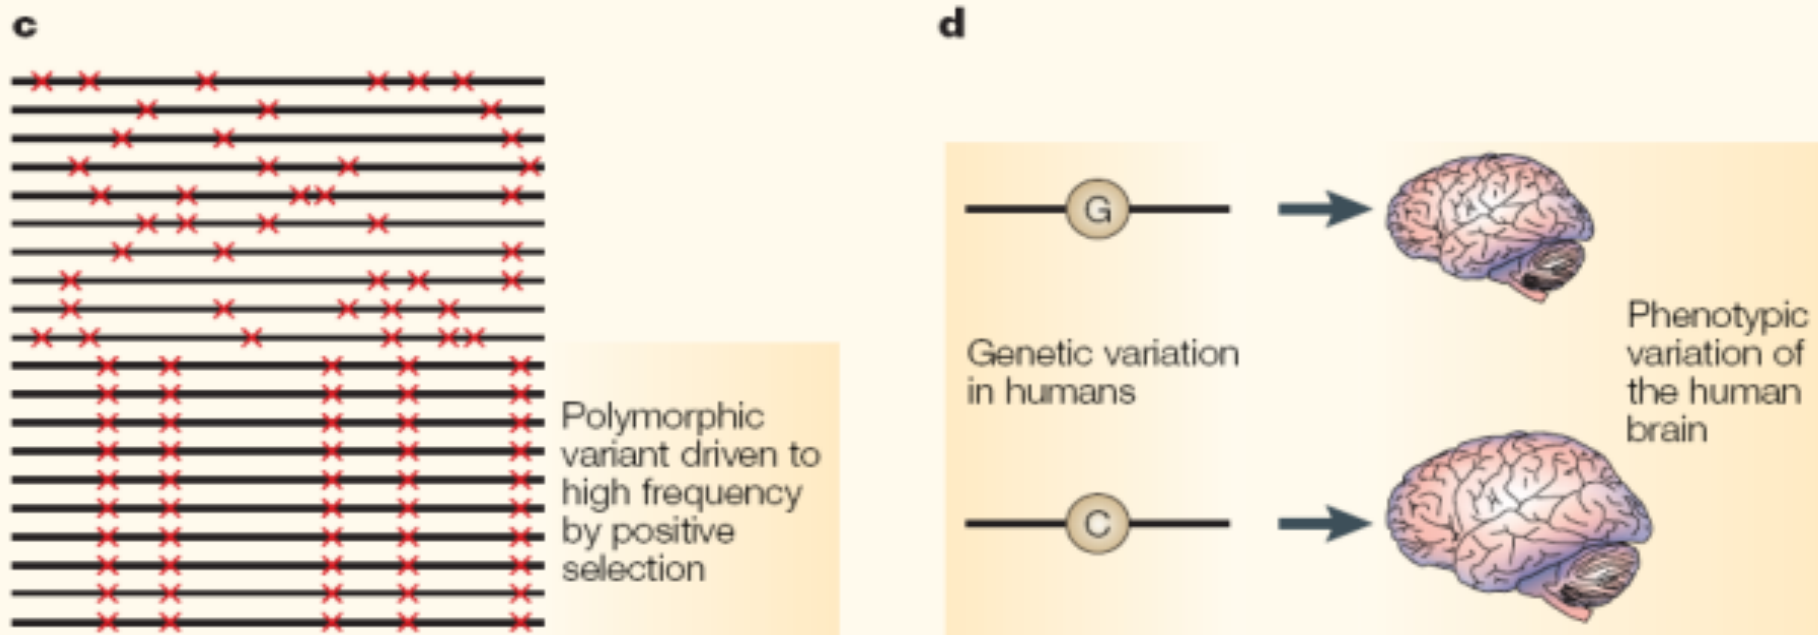 c
Polymorphic
variant driven to
high frequency
by positive
selection
d
G
Genetic variation
in humans
C
Phenotypic
variation of
the human
brain